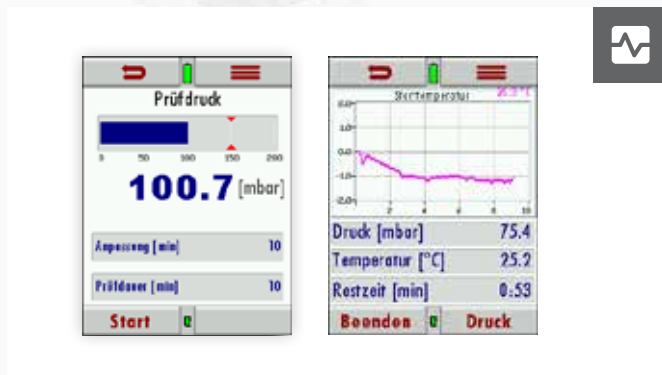 Prüfdruck
0 50 100 150 200
100.7 [mbar]
Anpassung [min] 10
Prüfdauer [min] 10
Start
Starttemperatur 25.2 °C
2.0
1.0
0.0
-1.0
-2.0
2 4 6 8 10
Druck [mbar] 75.4
Temperatur [°C] 25.2
Restzeit [min] 0:53
Beenden Druck